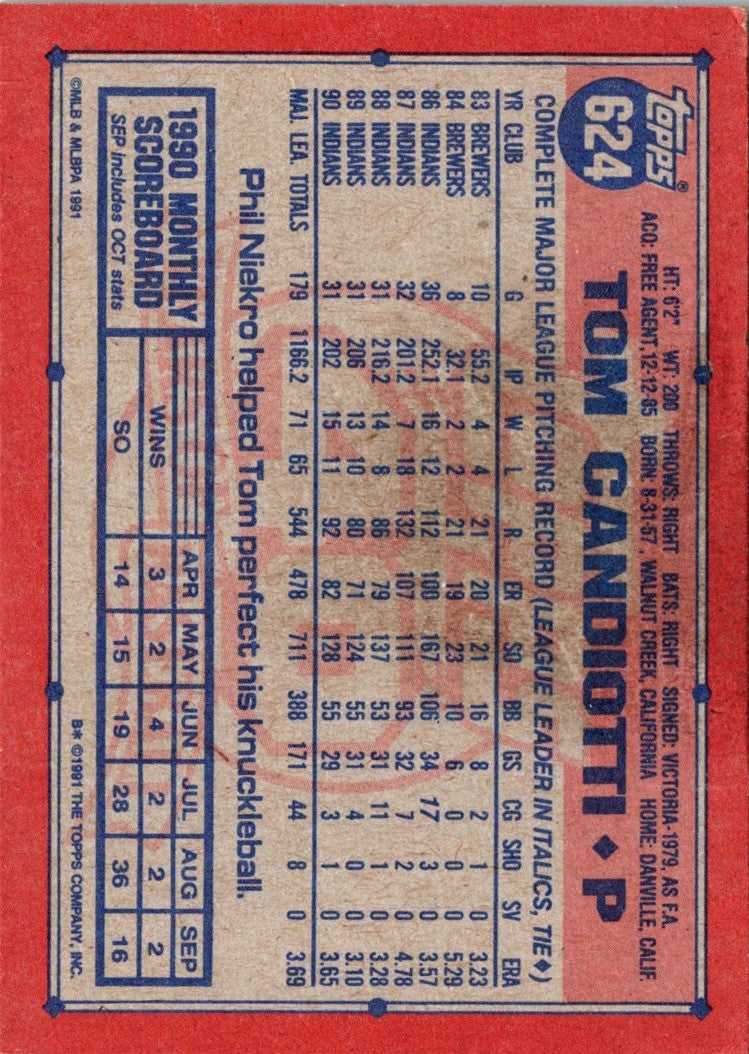 Topps®
624
HT: 6'2" WT: 200 THROWS: RIGHT BATS: RIGHT SIGNED: VICTORIA-1979, AS F.A.
ACQ: FREE AGENT, 12-12-85 BORN: 8-31-57, WALNUT CREEK, CALIFORNIA HOME: DANVILLE, CALIF.
TOM CANDIOTTI ♦ P
COMPLETE MAJOR LEAGUE PITCHING RECORD (LEAGUE LEADER IN ITALICS, TIE♦)
YR CLUB G IP W L R ER SO BB GS CG SHO SV ERA
83 BREWERS 10 55.2 4 4 21 20 21 16 8 2 1 0 3.23
84 BREWERS 8 32.1 2 2 21 19 23 10 6 0 0 0 5.29
86 INDIANS 36 252.1 16 12 112 100 167 106 34 17 3 0 3.57
87 INDIANS 32 201.2 7 18 132 107 111 93 32 7 2 0 4.78
88 INDIANS 31 216.2 14 8 86 79 137 53 31 11 1 0 3.28
89 INDIANS 31 206 13 10 80 71 124 55 31 4 0 0 3.10
90 INDIANS 31 202 15 11 92 82 128 55 29 3 1 0 3.65
MAJ. LEA. TOTALS 179 1166.2 71 65 544 478 711 388 171 44 8 0 3.69
Phil Niekro helped Tom perfect his knuckleball.
1990 MONTHLY
SCOREBOARD
SEP includes OCT stats
APR MAY JUN JUL AUG SEP
WINS 3 2 4 2 2 2
SO 14 15 19 28 36 16
©MLB & MLBPA 1991
B* ©1991 THE TOPPS COMPANY, INC.